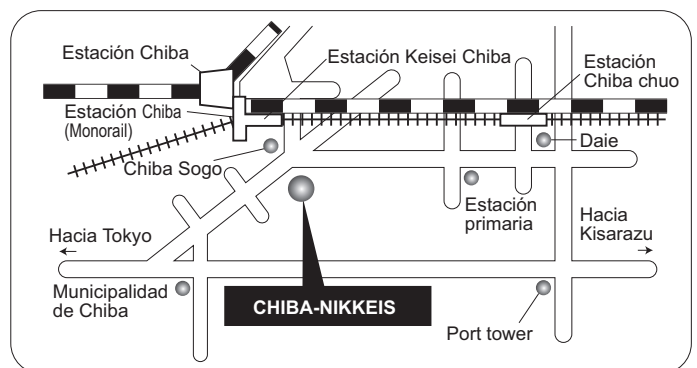 Estación Chiba
Estación Keisei Chiba
Estación
Chiba chuo
Estación Chiba
(Monorail)
Chiba Sogo
Daie
Estación
primaria
Hacia Tokyo
Hacia
Kisarazu
Municipalidad
de Chiba
CHIBA-NIKKEIS
Port tower